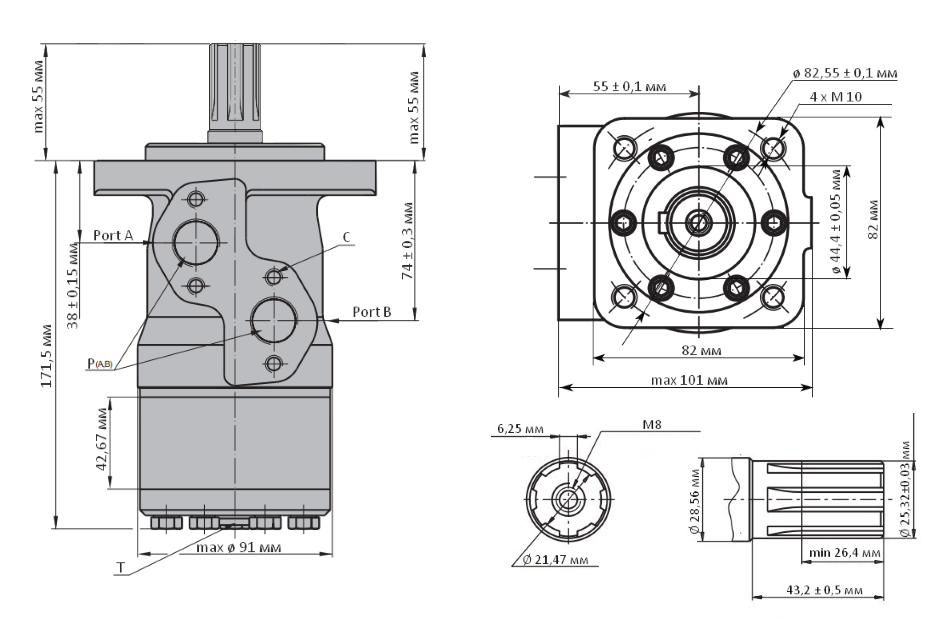 max 55 мм
max 55 мм
Port A
38 ± 0,15 мм
171,5 мм
C
74 ± 0,3 мм
Port B
P(A,B)
42,67 мм
T
max ø 91 мм
55 ± 0,1 мм
ø 82,55 ± 0,1 мм
4 x M 10
ø 44,4 ± 0,05 мм
82 мм
82 мм
max 101 мм
6,25 мм
M8
Ø 21,47 мм
Ø 28,56 мм
Ø 25,32±0,03 мм
min 26,4 мм
43,2 ± 0,5 мм